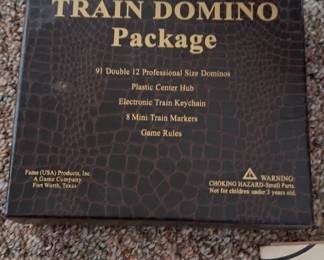 TRAIN DOMINO
Package
91 Double 12 Professional Size Dominos
Plastic Center Hub
Electronic Train Keychain
8 Mini Train Markers
Game Rules
Fame (USA) Products, Inc.
A Game Company
Fort Worth, Texas
WARNING:
CHOKING HAZARD-Small Parts
Not for children under 3 years old.